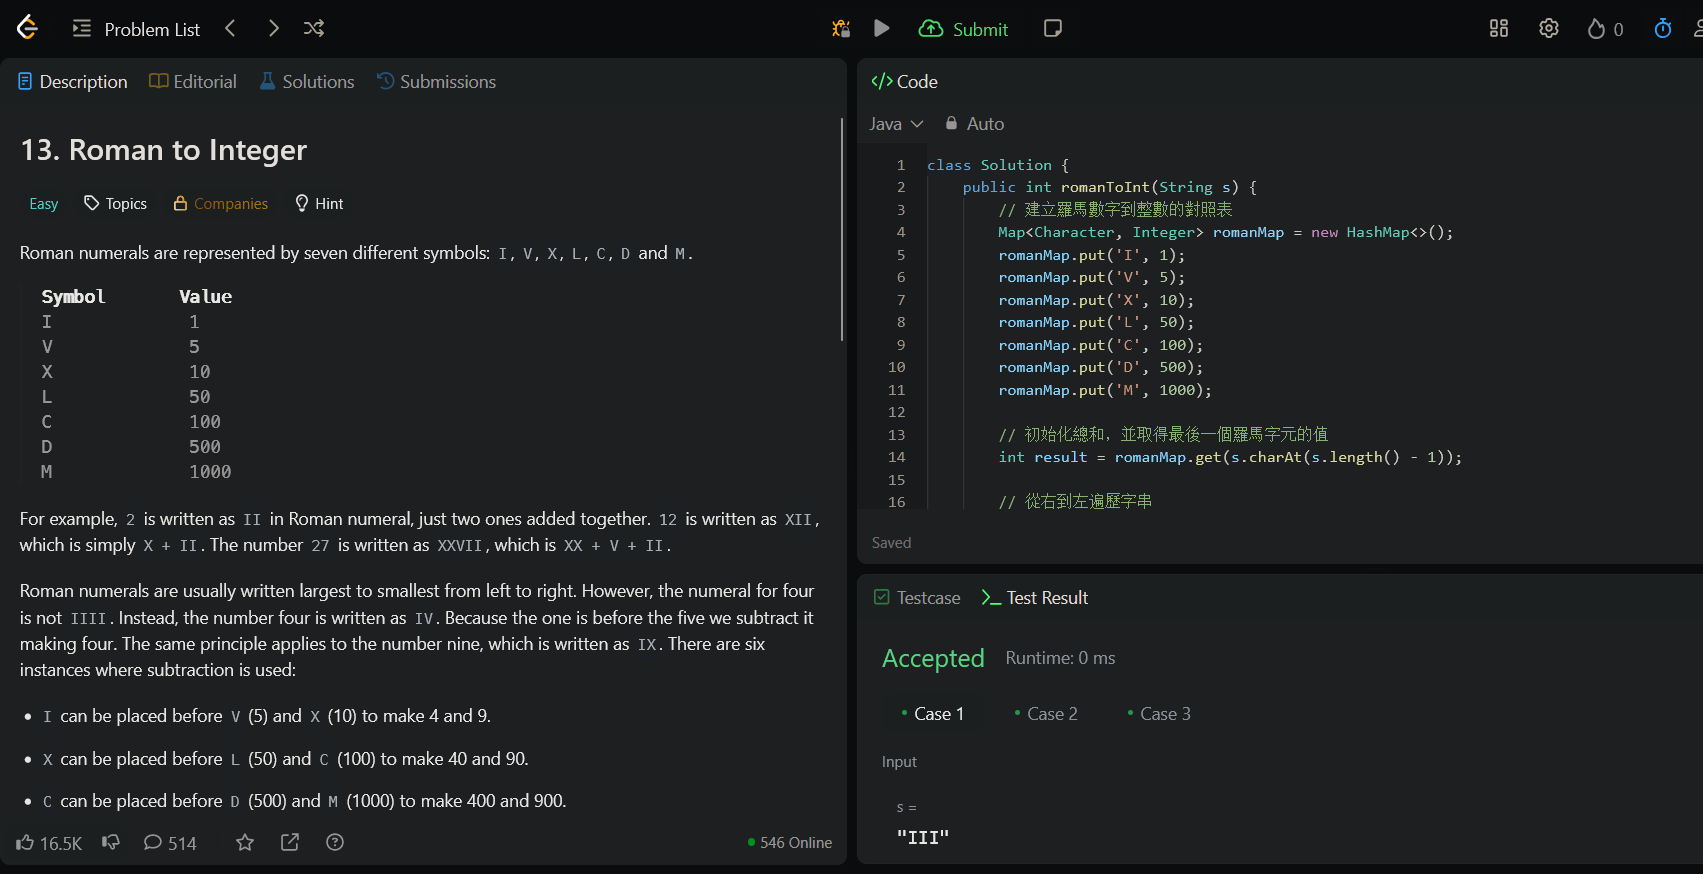 Problem List
Submit
0
Description Editorial Solutions Submissions
13. Roman to Integer
Easy Topics Companies Hint
Roman numerals are represented by seven different symbols: I, V, X, L, C, D and M.
Symbol Value
I 1
V 5
X 10
L 50
C 100
D 500
M 1000
For example, 2 is written as II in Roman numeral, just two ones added together. 12 is written as XII,
which is simply X + II. The number 27 is written as XXVII, which is XX + V + II.
Roman numerals are usually written largest to smallest from left to right. However, the numeral for four
is not IIII. Instead, the number four is written as IV. Because the one is before the five we subtract it
making four. The same principle applies to the number nine, which is written as IX. There are six
instances where subtraction is used:
• I can be placed before V (5) and X (10) to make 4 and 9.
• X can be placed before L (50) and C (100) to make 40 and 90.
• C can be placed before D (500) and M (1000) to make 400 and 900.
16.5K 514 546 Online
</> Code
Java Auto
1 class Solution {
2 public int romanToInt(String s) {
3 // 建立羅馬數字到整數的對照表
4 Map<Character, Integer> romanMap = new HashMap<>();
5 romanMap.put('I', 1);
6 romanMap.put('V', 5);
7 romanMap.put('X', 10);
8 romanMap.put('L', 50);
9 romanMap.put('C', 100);
10 romanMap.put('D', 500);
11 romanMap.put('M', 1000);
12
13 // 初始化總和，並取得最後一個羅馬字元的值
14 int result = romanMap.get(s.charAt(s.length() - 1));
15
16 // 從右到左遍歷字串
Saved
Testcase >_ Test Result
Accepted Runtime: 0 ms
• Case 1 • Case 2 • Case 3
Input
s =
"III"